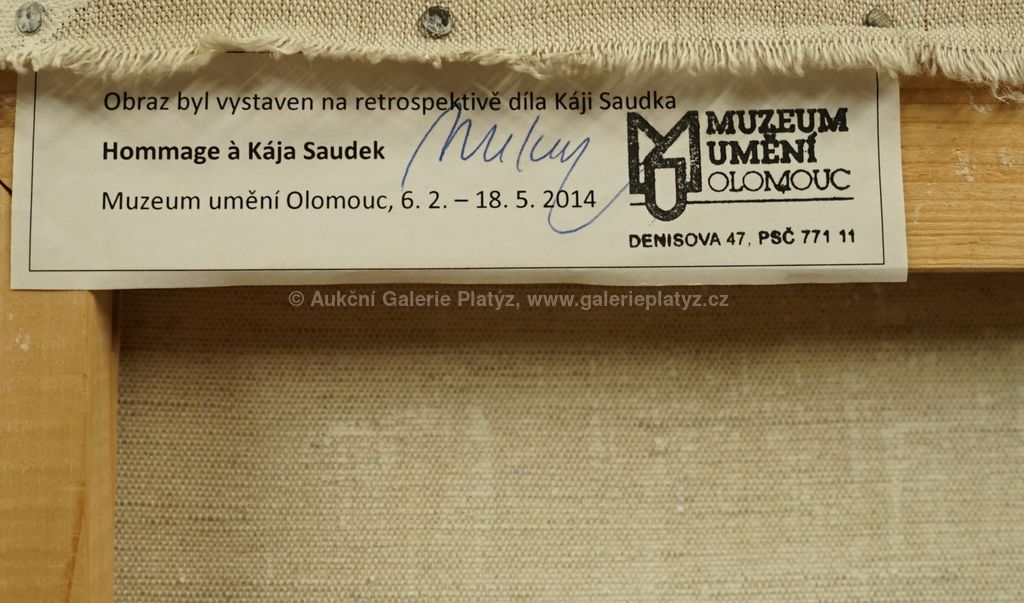 Obraz byl vystaven na retrospektivě díla Káji Saudka
Hommage à Kája Saudek
Muzeum umění Olomouc, 6. 2. – 18. 5. 2014
MUZEUM
UMĚNÍ
OLOMOUC
DENISOVA 47, PSČ 771 11
© Aukční Galerie Platýz, www.galerieplatyz.cz